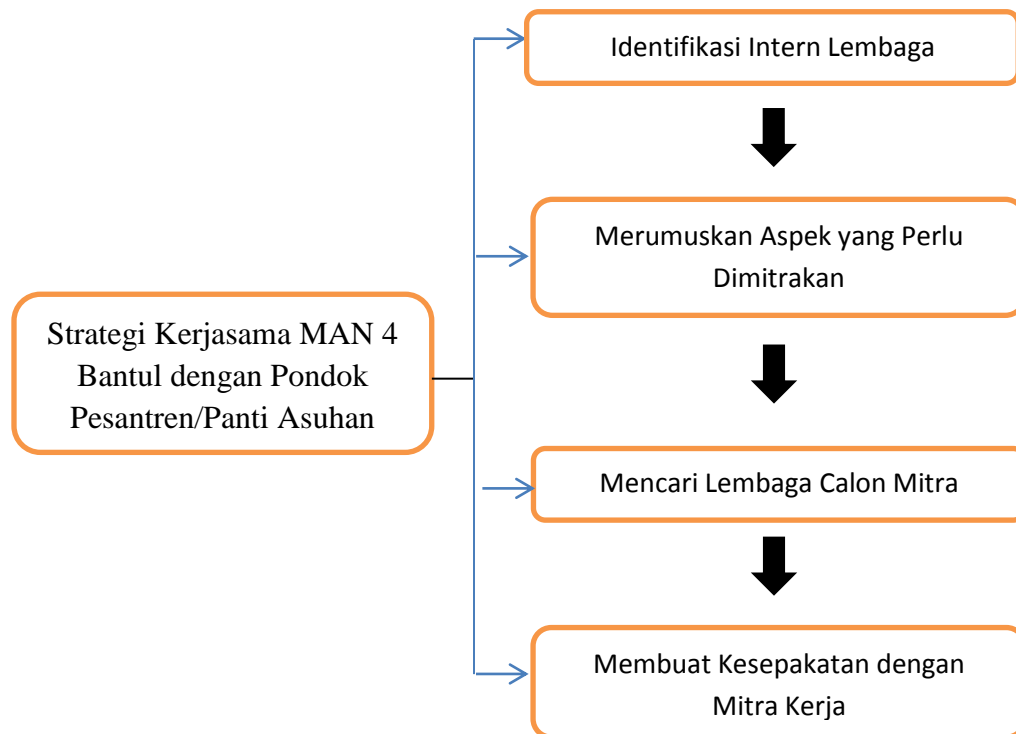 Strategi Kerjasama MAN 4
Bantul dengan Pondok
Pesantren/Panti Asuhan
Identifikasi Intern Lembaga
Merumuskan Aspek yang Perlu
Dimitrakan
Mencari Lembaga Calon Mitra
Membuat Kesepakatan dengan
Mitra Kerja